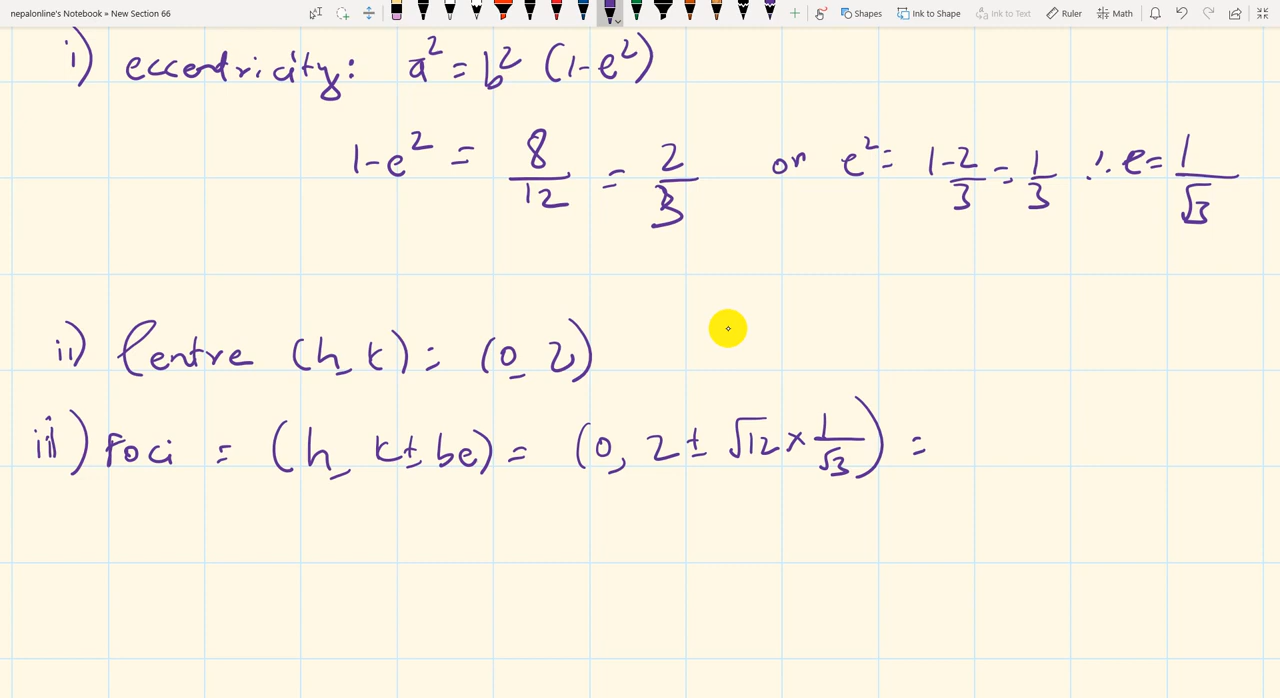 nepalonline's Notebook » New Section 66
Shapes Ink to Shape Ink to Text Ruler Math
i) eccentricity: a² = b² (1-e²)
1-e² = 8/12 = 2/3 or e² = 1-2/3 = 1/3 ∴ e = 1/√3
ii) Centre (h, k) = (0, 2)
iii) Foci = (h, k±be) = (0, 2 ± √12 × 1/√3) =